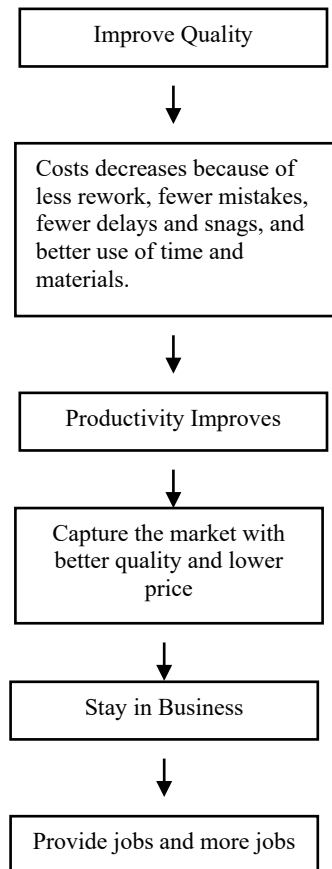 Improve Quality
Costs decreases because of
less rework, fewer mistakes,
fewer delays and snags, and
better use of time and
materials.
Productivity Improves
Capture the market with
better quality and lower
price
Stay in Business
Provide jobs and more jobs